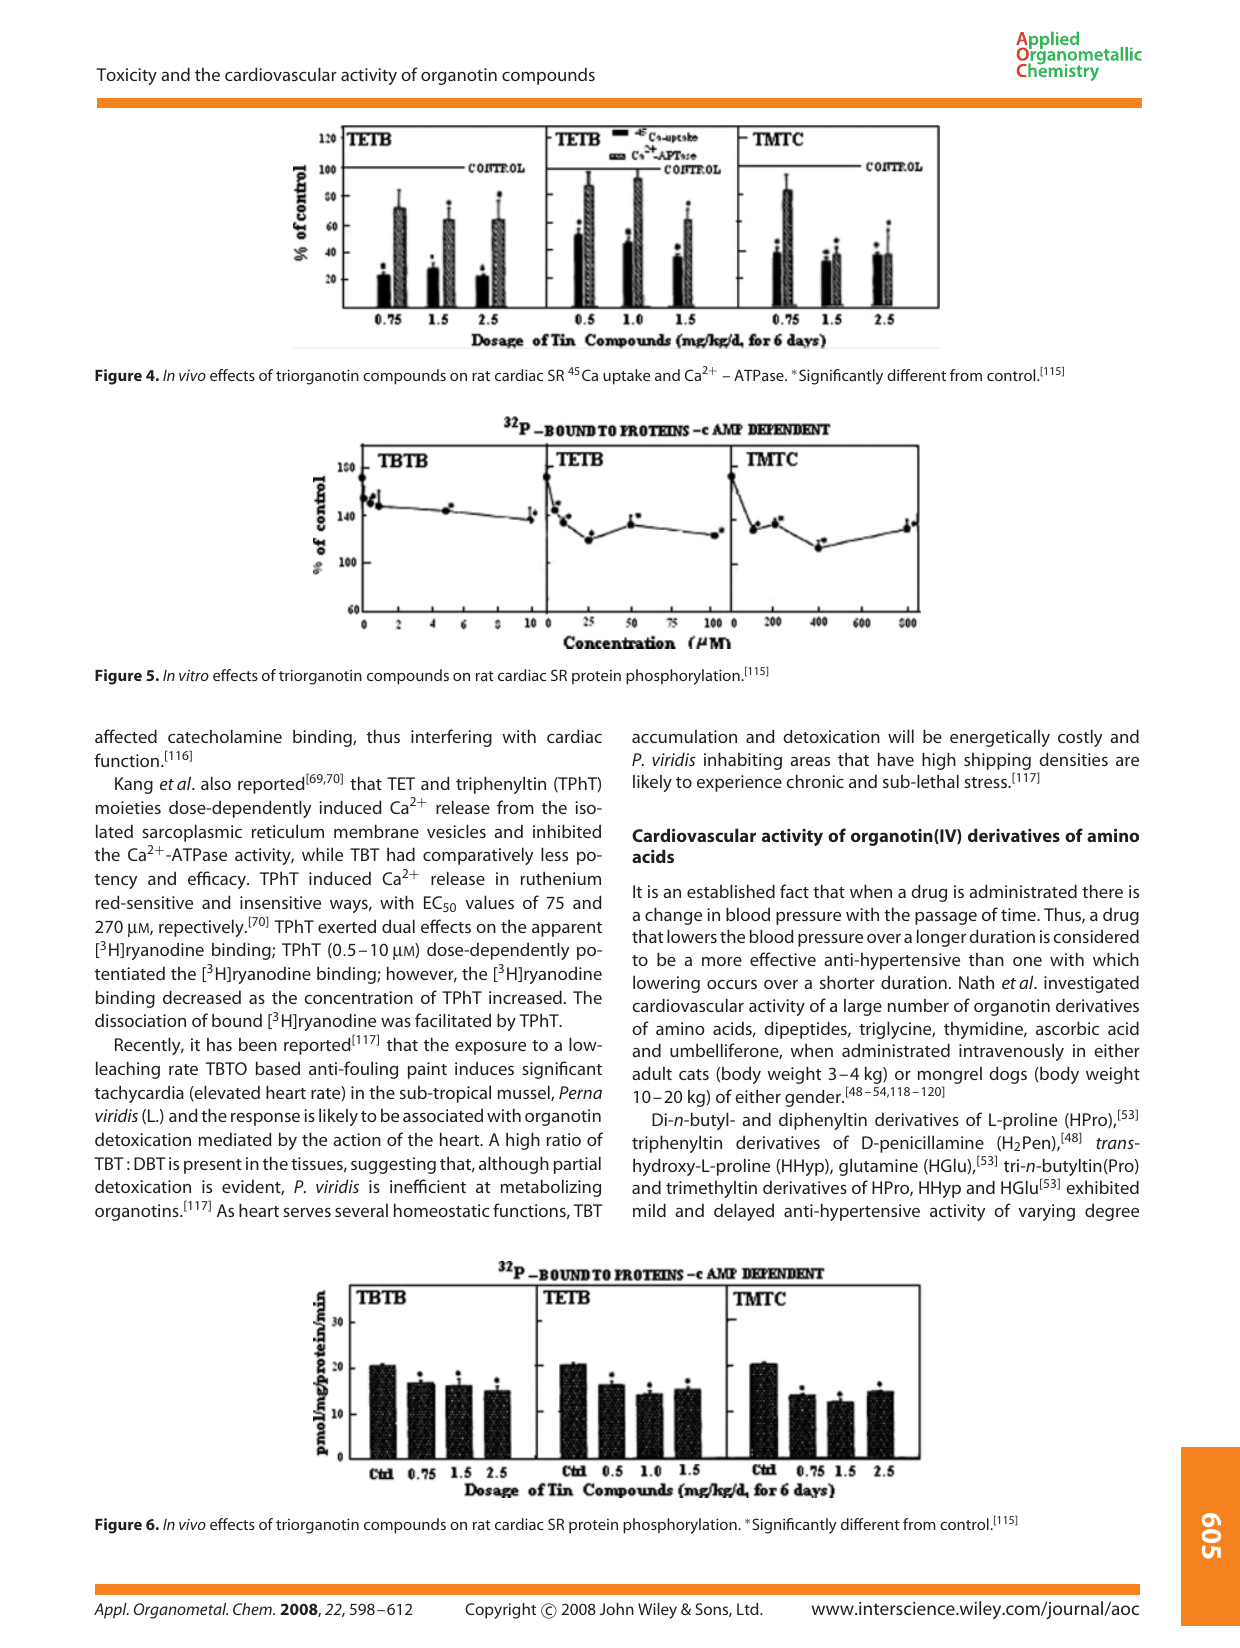 Toxicity and the cardiovascular activity of organotin compounds
Applied
Organometallic
Chemistry
120
100
80
60
40
20
% of control
TETB
CONTROL
TETB
45Ca-uptake
Ca2+-APTase
CONTROL
TMTC
CONTROL
0.75 1.5 2.5
0.5 1.0 1.5
0.75 1.5 2.5
Dosage of Tin Compounds (mg/kg/d, for 6 days)
Figure 4. In vivo effects of triorganotin compounds on rat cardiac SR 45Ca uptake and Ca2+ – ATPase. *Significantly different from control.[115]
32P –BOUND TO PROTEINS –c AMP DEPENDENT
180
140
100
60
% of control
TBTB
TETB
TMTC
0 2 4 6 8 10
0 25 50 75 100
0 200 400 600 800
Concentration (μM)
Figure 5. In vitro effects of triorganotin compounds on rat cardiac SR protein phosphorylation.[115]
affected catecholamine binding, thus interfering with cardiac
function.[116]
Kang et al. also reported[69,70] that TET and triphenyltin (TPhT)
moieties dose-dependently induced Ca2+ release from the iso-
lated sarcoplasmic reticulum membrane vesicles and inhibited
the Ca2+-ATPase activity, while TBT had comparatively less po-
tency and efficacy. TPhT induced Ca2+ release in ruthenium
red-sensitive and insensitive ways, with EC50 values of 75 and
270 μM, repectively.[70] TPhT exerted dual effects on the apparent
[3H]ryanodine binding; TPhT (0.5–10 μM) dose-dependently po-
tentiated the [3H]ryanodine binding; however, the [3H]ryanodine
binding decreased as the concentration of TPhT increased. The
dissociation of bound [3H]ryanodine was facilitated by TPhT.
Recently, it has been reported[117] that the exposure to a low-
leaching rate TBTO based anti-fouling paint induces significant
tachycardia (elevated heart rate) in the sub-tropical mussel, Perna
viridis (L.) and the response is likely to be associated with organotin
detoxication mediated by the action of the heart. A high ratio of
TBT : DBT is present in the tissues, suggesting that, although partial
detoxication is evident, P. viridis is inefficient at metabolizing
organotins.[117] As heart serves several homeostatic functions, TBT
accumulation and detoxication will be energetically costly and
P. viridis inhabiting areas that have high shipping densities are
likely to experience chronic and sub-lethal stress.[117]
Cardiovascular activity of organotin(IV) derivatives of amino
acids
It is an established fact that when a drug is administrated there is
a change in blood pressure with the passage of time. Thus, a drug
that lowers the blood pressure over a longer duration is considered
to be a more effective anti-hypertensive than one with which
lowering occurs over a shorter duration. Nath et al. investigated
cardiovascular activity of a large number of organotin derivatives
of amino acids, dipeptides, triglycine, thymidine, ascorbic acid
and umbelliferone, when administrated intravenously in either
adult cats (body weight 3–4 kg) or mongrel dogs (body weight
10–20 kg) of either gender.[48–54,118–120]
Di-n-butyl- and diphenyltin derivatives of L-proline (HPro),[53]
triphenyltin derivatives of D-penicillamine (H2Pen),[48] trans-
hydroxy-L-proline (HHyp), glutamine (HGlu),[53] tri-n-butyltin(Pro)
and trimethyltin derivatives of HPro, HHyp and HGlu[53] exhibited
mild and delayed anti-hypertensive activity of varying degree
32P –BOUND TO PROTEINS –c AMP DEPENDENT
30
20
10
0
pmol/mg/protein/min
TBTB
TETB
TMTC
Ctrl 0.75 1.5 2.5
Ctrl 0.5 1.0 1.5
Ctrl 0.75 1.5 2.5
Dosage of Tin Compounds (mg/kg/d, for 6 days)
Figure 6. In vivo effects of triorganotin compounds on rat cardiac SR protein phosphorylation. *Significantly different from control.[115]
605
Appl. Organometal. Chem. 2008, 22, 598–612
Copyright © 2008 John Wiley & Sons, Ltd.
www.interscience.wiley.com/journal/aoc